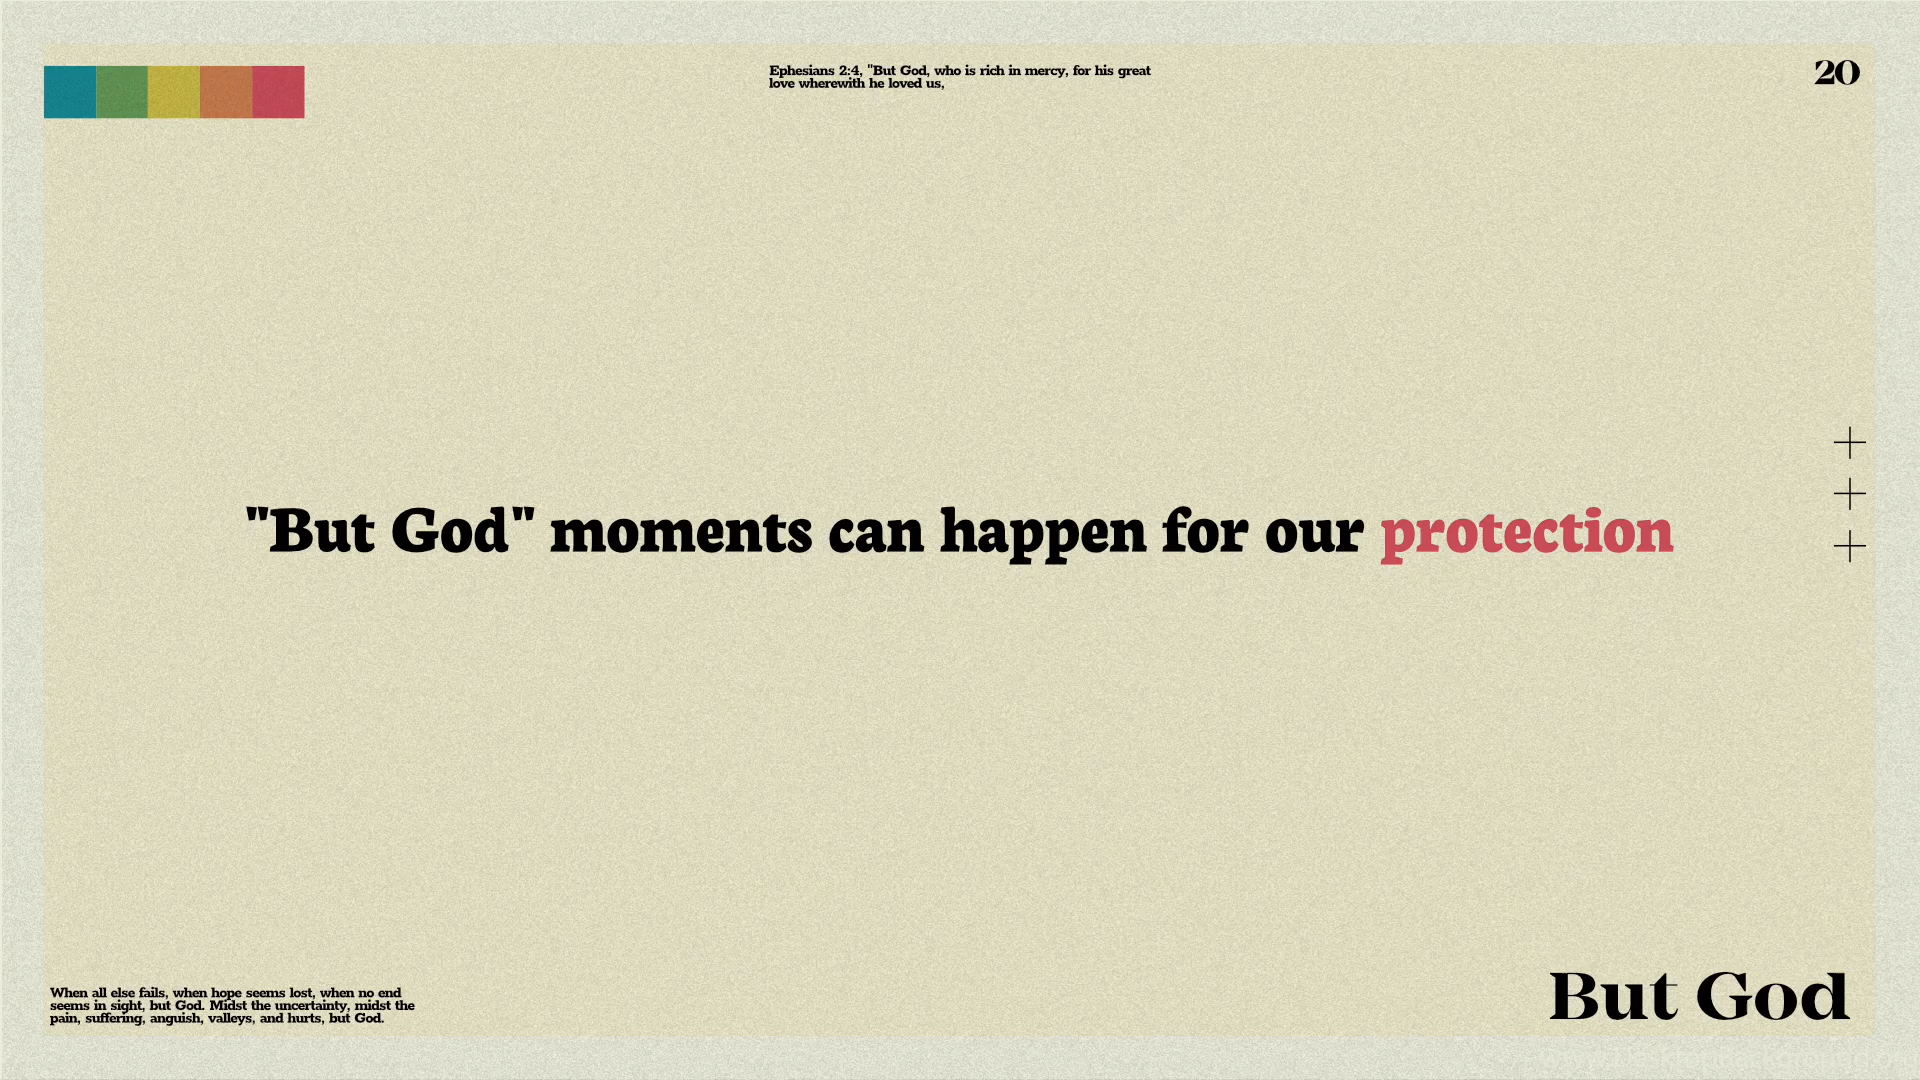 Ephesians 2:4, "But God, who is rich in mercy, for his great
love wherewith he loved us,
20
"But God" moments can happen for our protection
When all else fails, when hope seems lost, when no end
seems in sight, but God. Midst the uncertainty, midst the
pain, suffering, anguish, valleys, and hurts, but God.
But God